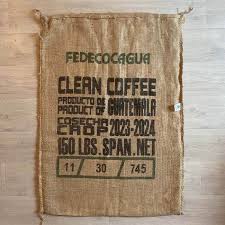 FEDECOCAGUA
CLEAN COFFEE
PRODUCTO DE
PRODUCT OF GUATEMALA
COSECHA
CROP 2023-2024
150 LBS. SPAN. NET
11 / 30 / 745